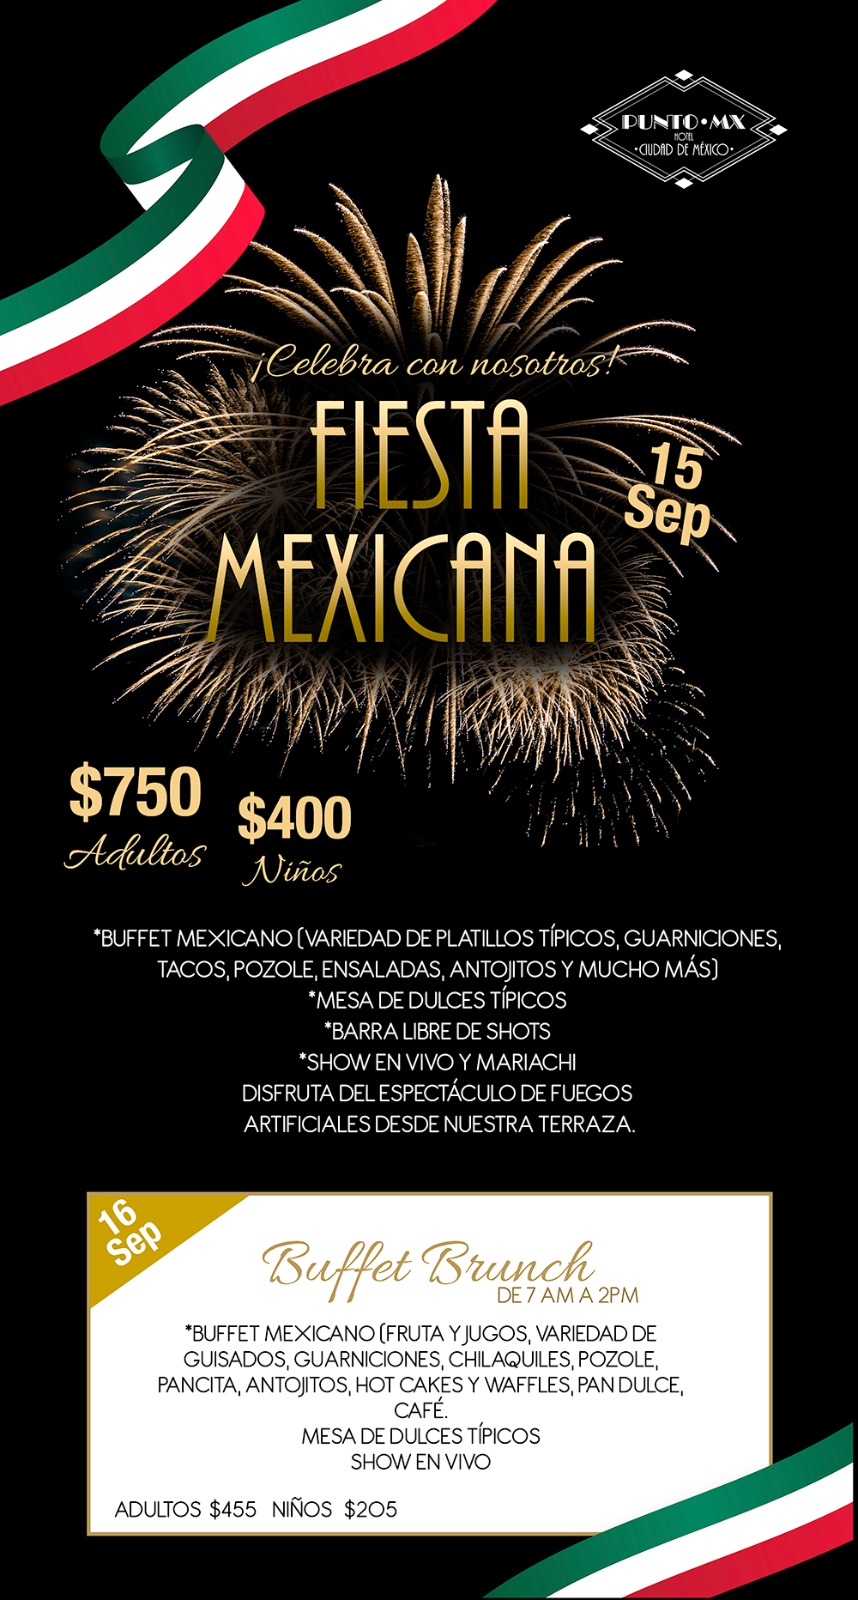 PUNTO•MX
HOTEL
•CIUDAD DE MÉXICO•
¡Celebra con nosotros!
FIESTA
MEXICANA
15
Sep
$750
Adultos
$400
Niños
*BUFFET MEXICANO (VARIEDAD DE PLATILLOS TÍPICOS, GUARNICIONES,
TACOS, POZOLE, ENSALADAS, ANTOJITOS Y MUCHO MÁS)
*MESA DE DULCES TÍPICOS
*BARRA LIBRE DE SHOTS
*SHOW EN VIVO Y MARIACHI
DISFRUTA DEL ESPECTÁCULO DE FUEGOS
ARTIFICIALES DESDE NUESTRA TERRAZA.
16
Sep
Buffet Brunch
DE 7 AM A 2PM
*BUFFET MEXICANO (FRUTA Y JUGOS, VARIEDAD DE
GUISADOS, GUARNICIONES, CHILAQUILES, POZOLE,
PANCITA, ANTOJITOS, HOT CAKES Y WAFFLES, PAN DULCE,
CAFÉ.
MESA DE DULCES TÍPICOS
SHOW EN VIVO
ADULTOS $455 NIÑOS $205